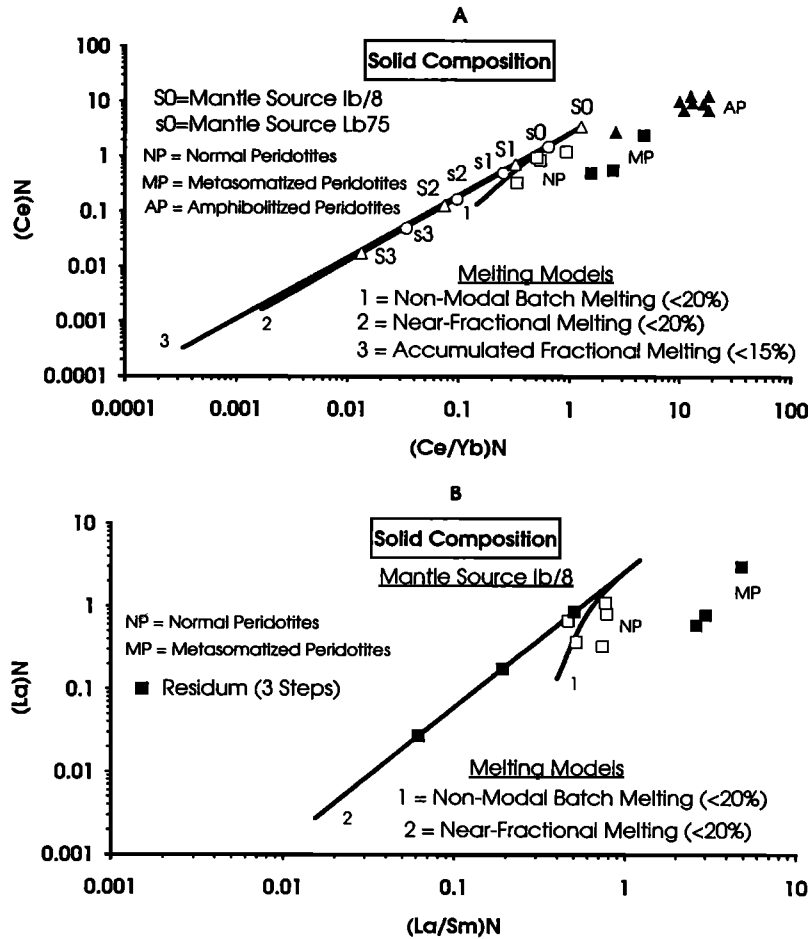 A
Solid Composition
S0=Mantle Source Ib/8
s0=Mantle Source Lb75
NP = Normal Peridotites
MP = Metasomatized Peridotites
AP = Amphibolitized Peridotites
100
10
1
0.1
0.01
0.001
0.0001
(Ce)N
S0
s0
S1
s1
s2
S2
s3
S3
1
2
3
NP
MP
AP
Melting Models
1 = Non-Modal Batch Melting (<20%)
2 = Near-Fractional Melting (<20%)
3 = Accumulated Fractional Melting (<15%)
0.0001 0.001 0.01 0.1 1 10 100
(Ce/Yb)N
B
Solid Composition
Mantle Source Ib/8
NP = Normal Peridotites
MP = Metasomatized Peridotites
Residum (3 Steps)
10
1
0.1
0.01
0.001
(La)N
MP
NP
1
2
Melting Models
1 = Non-Modal Batch Melting (<20%)
2 = Near-Fractional Melting (<20%)
0.001 0.01 0.1 1 10
(La/Sm)N